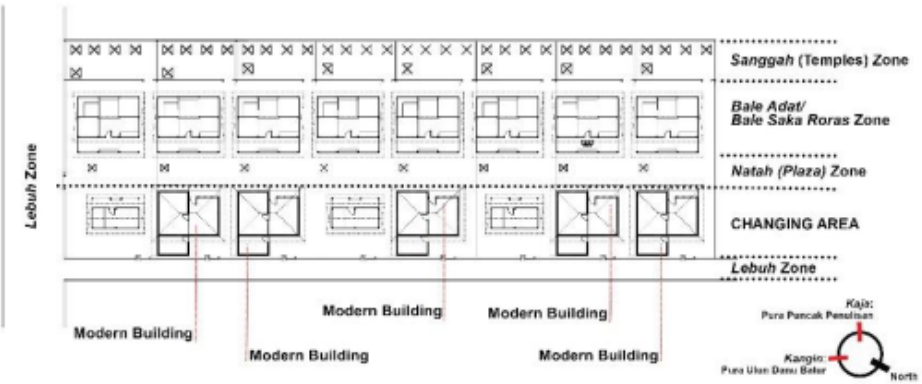 Sanggah (Temples) Zone
Bale Adat/
Bale Saka Roras Zone
Natah (Plaza) Zone
CHANGING AREA
Lebuh Zone
Lebuh Zone
Modern Building
Modern Building
Modern Building
Modern Building
Modern Building
Kaja:
Pura Puncak Penulisan
Kangin:
Pura Ulun Danu Batur
North